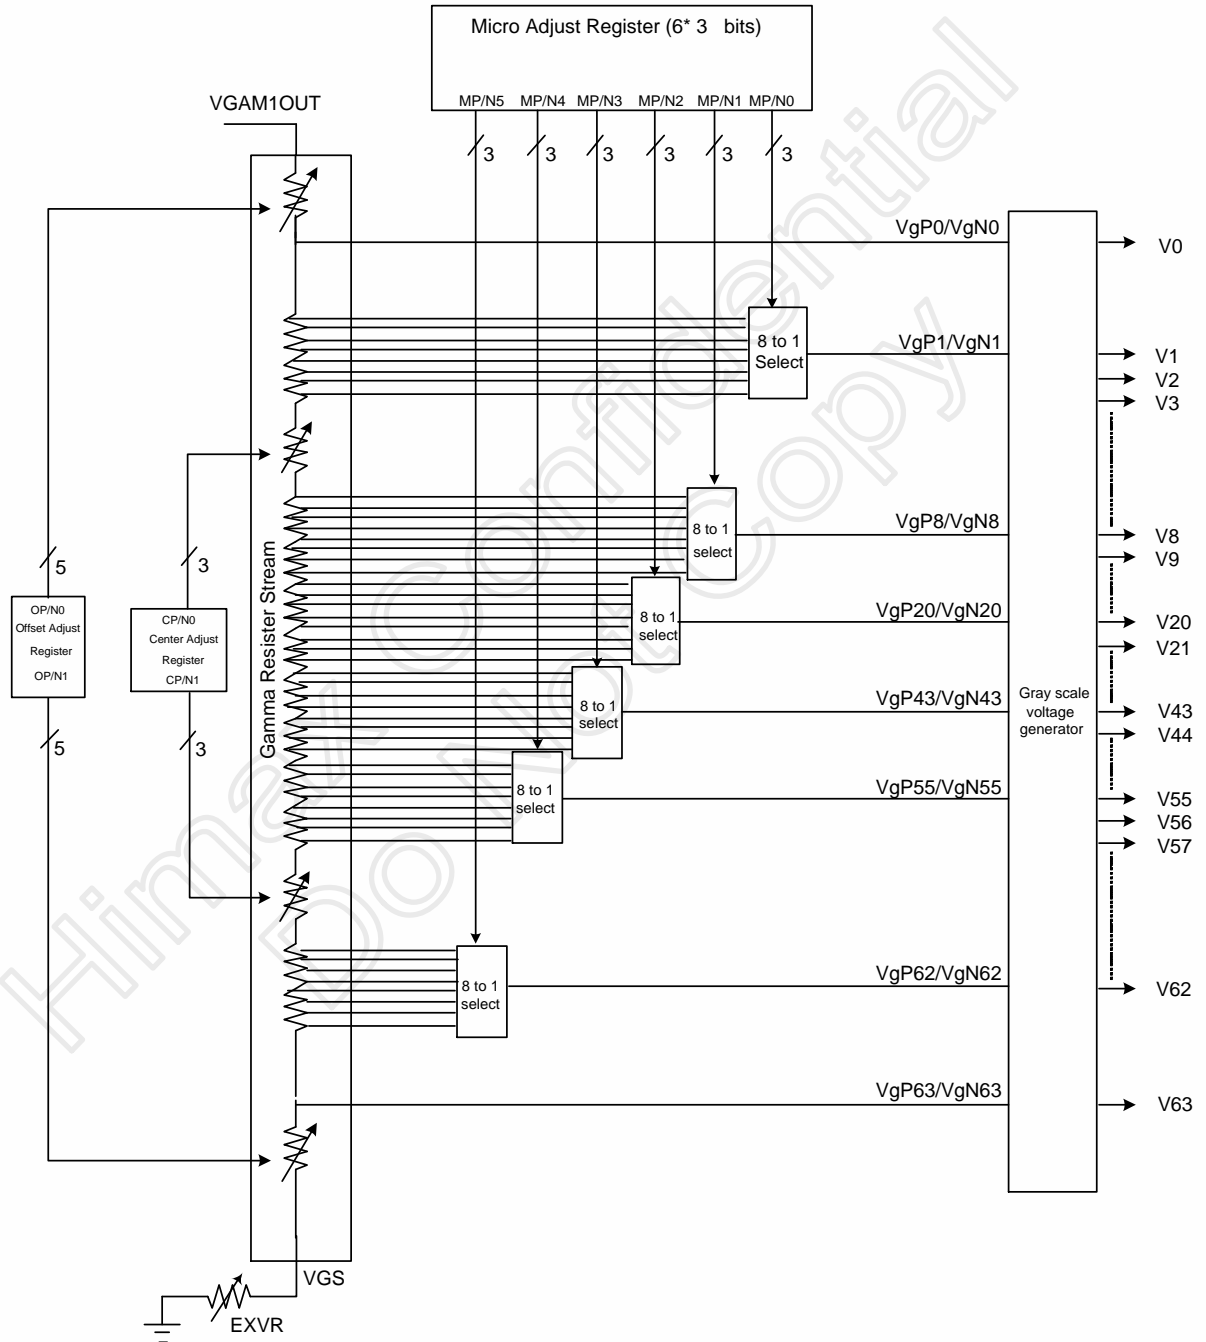 Micro Adjust Register (6* 3 bits)
MP/N5 MP/N4 MP/N3 MP/N2 MP/N1 MP/N0
3 3 3 3 3 3
VGAM1OUT
VgP0/VgN0
V0
8 to 1
Select
VgP1/VgN1
V1
V2
V3
8 to 1
select
VgP8/VgN8
V8
V9
5
3
OP/N0
Offset Adjust
Register
OP/N1
CP/N0
Center Adjust
Register
CP/N1
5
3
Gamma Resister Stream
8 to 1
select
VgP20/VgN20
V20
V21
8 to 1
select
VgP43/VgN43
V43
V44
Gray scale
voltage
generator
8 to 1
select
VgP55/VgN55
V55
V56
V57
8 to 1
select
VgP62/VgN62
V62
VgP63/VgN63
V63
VGS
EXVR
Himax Confidential
Do Not Copy